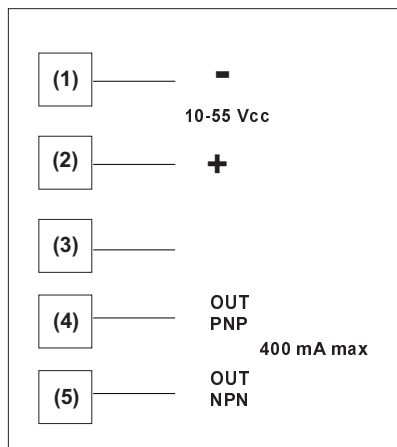 (1)
-
10-55 Vcc
(2)
+
(3)
(4)
OUT
PNP
400 mA max
(5)
OUT
NPN